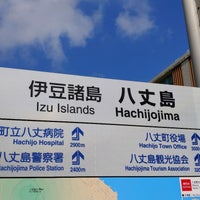 伊豆諸島 八丈島
Izu Islands Hachijojima
町立八丈病院 八丈町役場
Hachijo Hospital 2900m Hachijo Town Office
八丈島警察署 八丈島観光協会
Hachijojima Police Station 2400m Hachijojima Tourism Association